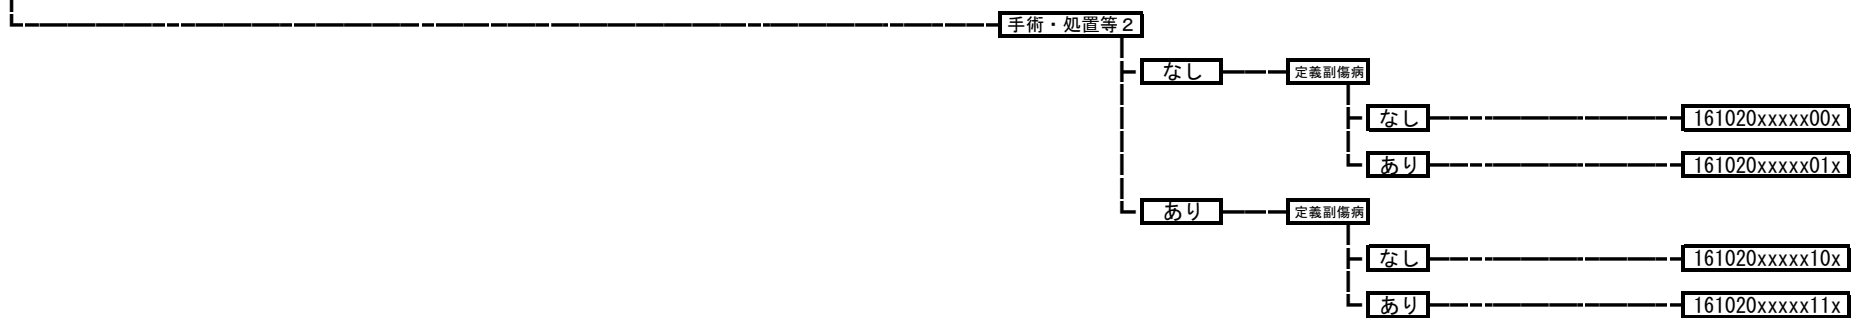 手術・処置等２
なし 定義副傷病
なし 161020xxxxx00x
あり 161020xxxxx01x
あり 定義副傷病
なし 161020xxxxx10x
あり 161020xxxxx11x